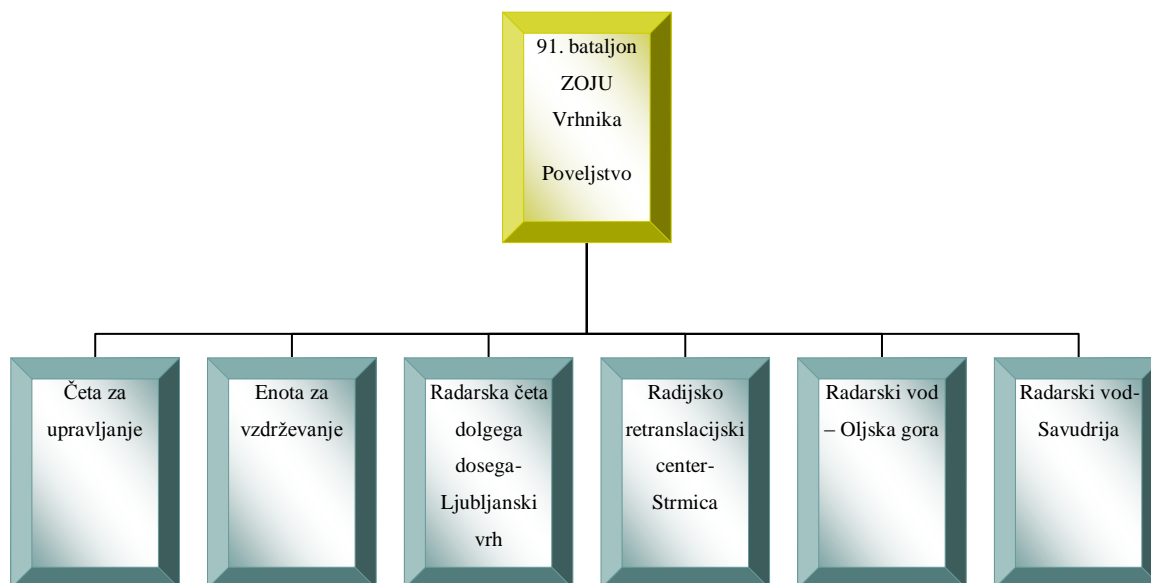 91. bataljon
ZOJU
Vrhnika
Poveljstvo
Četa za
upravljanje
Enota za
vzdrževanje
Radarska četa
dolgega
dosega-
Ljubljanski
vrh
Radijsko
retranslacijski
center-
Strmica
Radarski vod
– Oljska gora
Radarski vod-
Savudrija